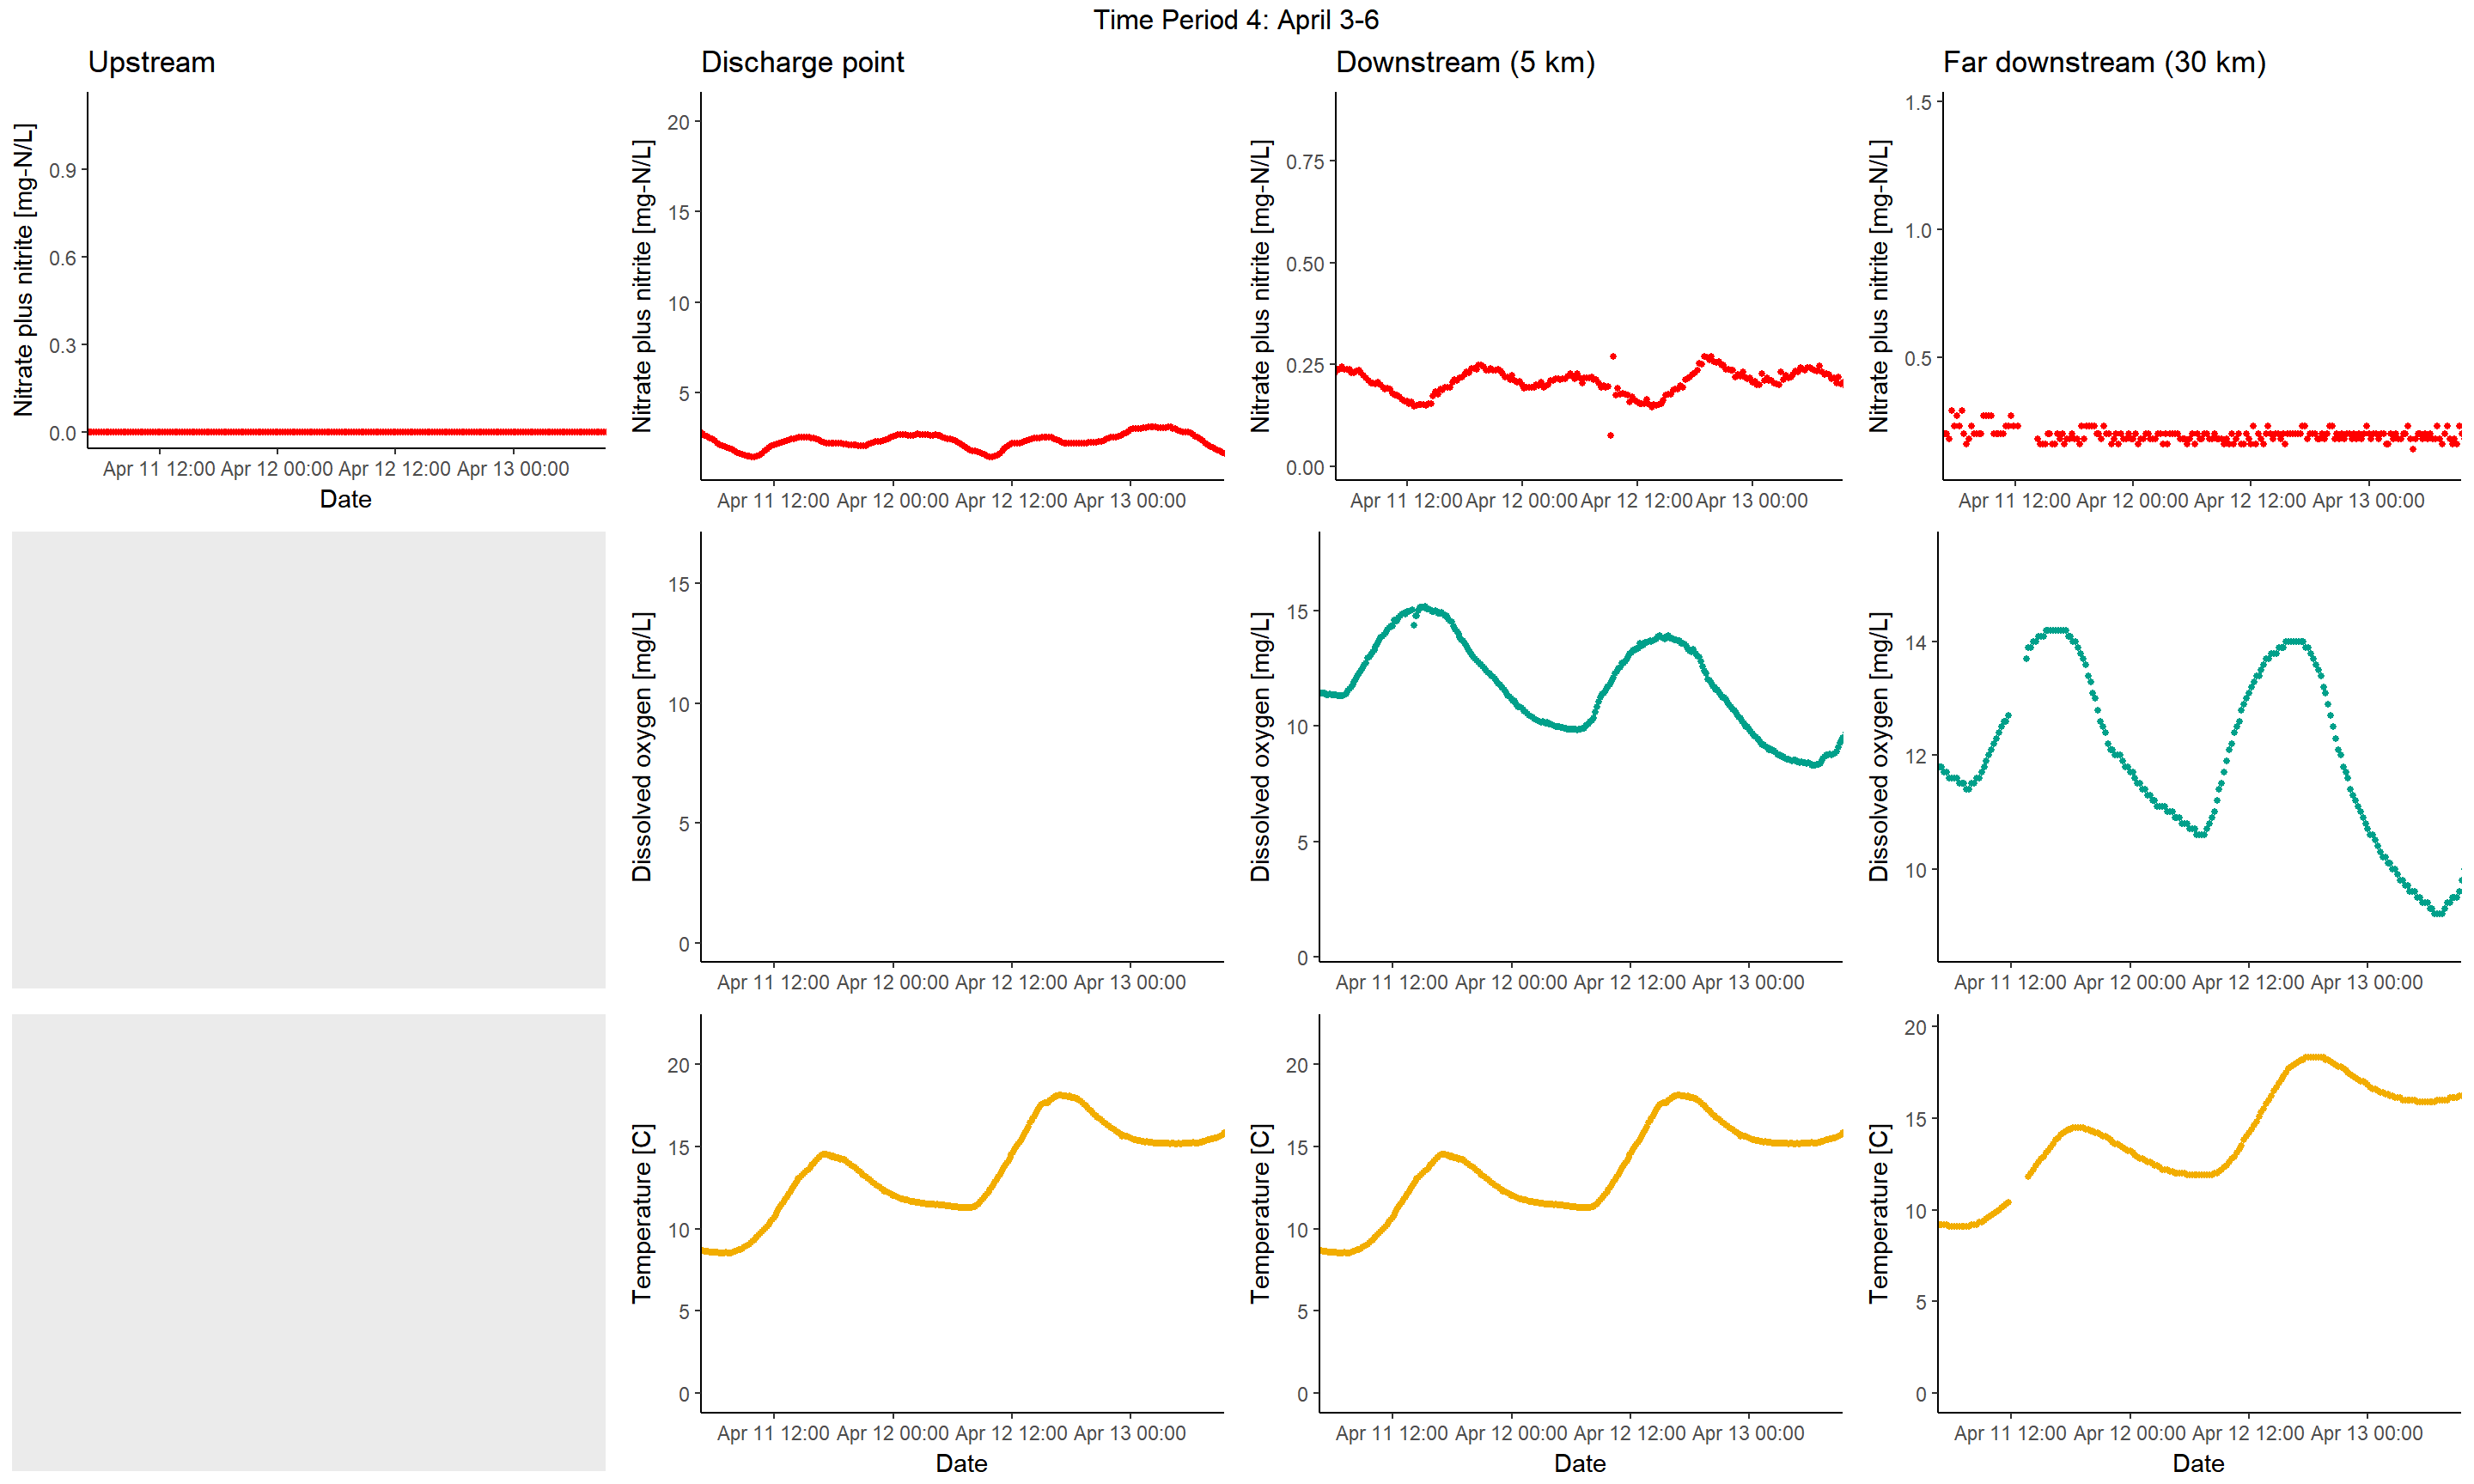 Time Period 4: April 3-6
Upstream
Nitrate plus nitrite [mg-N/L]
0.9
0.6
0.3
0.0
Apr 11 12:00 Apr 12 00:00 Apr 12 12:00 Apr 13 00:00
Date
Discharge point
Nitrate plus nitrite [mg-N/L]
20
15
10
5
Apr 11 12:00 Apr 12 00:00 Apr 12 12:00 Apr 13 00:00
Downstream (5 km)
Nitrate plus nitrite [mg-N/L]
0.75
0.50
0.25
0.00
Apr 11 12:00 Apr 12 00:00 Apr 12 12:00 Apr 13 00:00
Far downstream (30 km)
Nitrate plus nitrite [mg-N/L]
1.5
1.0
0.5
Apr 11 12:00 Apr 12 00:00 Apr 12 12:00 Apr 13 00:00
Dissolved oxygen [mg/L]
15
10
5
0
Apr 11 12:00 Apr 12 00:00 Apr 12 12:00 Apr 13 00:00
Dissolved oxygen [mg/L]
15
10
5
0
Apr 11 12:00 Apr 12 00:00 Apr 12 12:00 Apr 13 00:00
Dissolved oxygen [mg/L]
14
12
10
Apr 11 12:00 Apr 12 00:00 Apr 12 12:00 Apr 13 00:00
Temperature [C]
20
15
10
5
0
Apr 11 12:00 Apr 12 00:00 Apr 12 12:00 Apr 13 00:00
Date
Temperature [C]
20
15
10
5
0
Apr 11 12:00 Apr 12 00:00 Apr 12 12:00 Apr 13 00:00
Date
Temperature [C]
20
15
10
5
0
Apr 11 12:00 Apr 12 00:00 Apr 12 12:00 Apr 13 00:00
Date